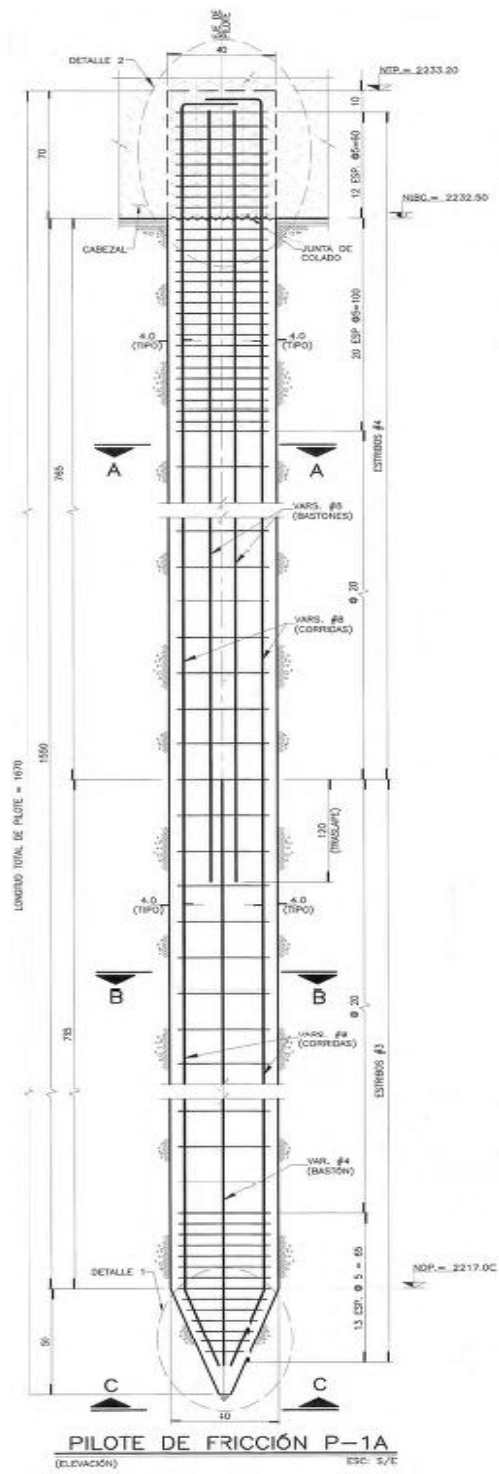 EJE DE
PILOTE
40
DETALLE 2
NTP.= 2233.20
10
70
12 ESP. @5=60
NIBC.= 2232.50
CABEZAL
JUNTA DE
COLADO
20 ESP @5=100
4.0
(TIPO)
4.0
(TIPO)
ESTRIBOS #4
A
A
765
VARS. #8
(BASTONES)
@ 20
VARS. #8
(CORRIDAS)
1550
LONGITUD TOTAL DE PILOTE = 1670
120
(TRASLAPE)
4.0
(TIPO)
4.0
(TIPO)
B
B
@ 20
VARS. #8
(CORRIDAS)
ESTRIBOS #3
VAR. #4
(BASTÓN)
DETALLE 1
NDP.= 2217.0
13 ESP. @ 5 = 65
C
C
40
PILOTE DE FRICCIÓN P-1A
(ELEVACIÓN)
ESC: S/E